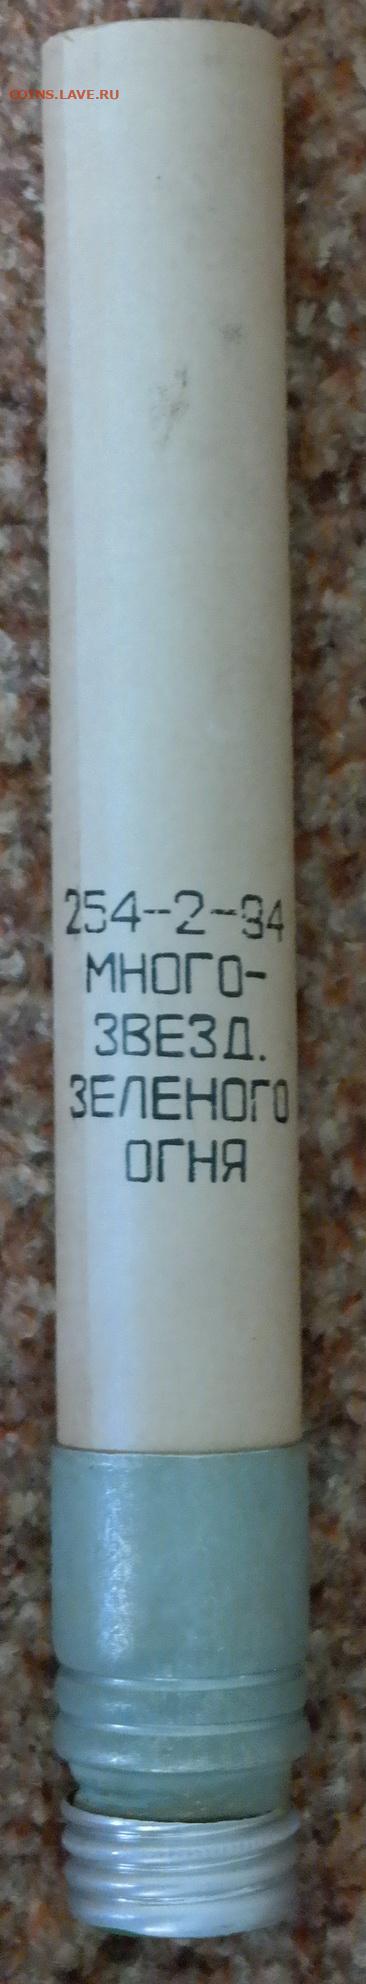 COINS.LAVE.RU
254-2-94
МНОГО-
ЗВЕЗД.
ЗЕЛЕНОГО
ОГНЯ